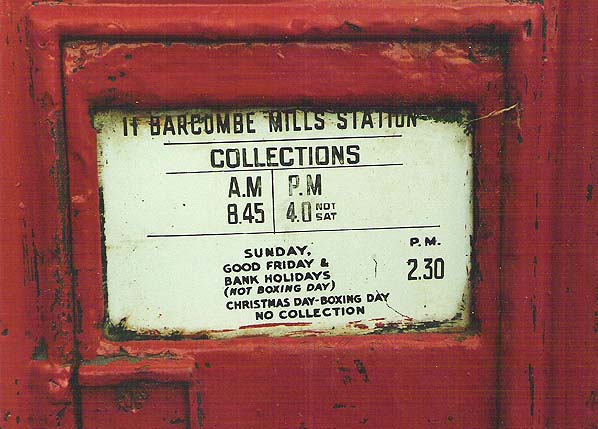 11 BARCOMBE MILLS STATION
COLLECTIONS
A.M P.M
8.45 4.0 NOT SAT
SUNDAY, P.M.
GOOD FRIDAY &
BANK HOLIDAYS 2.30
(NOT BOXING DAY)
CHRISTMAS DAY-BOXING DAY
NO COLLECTION